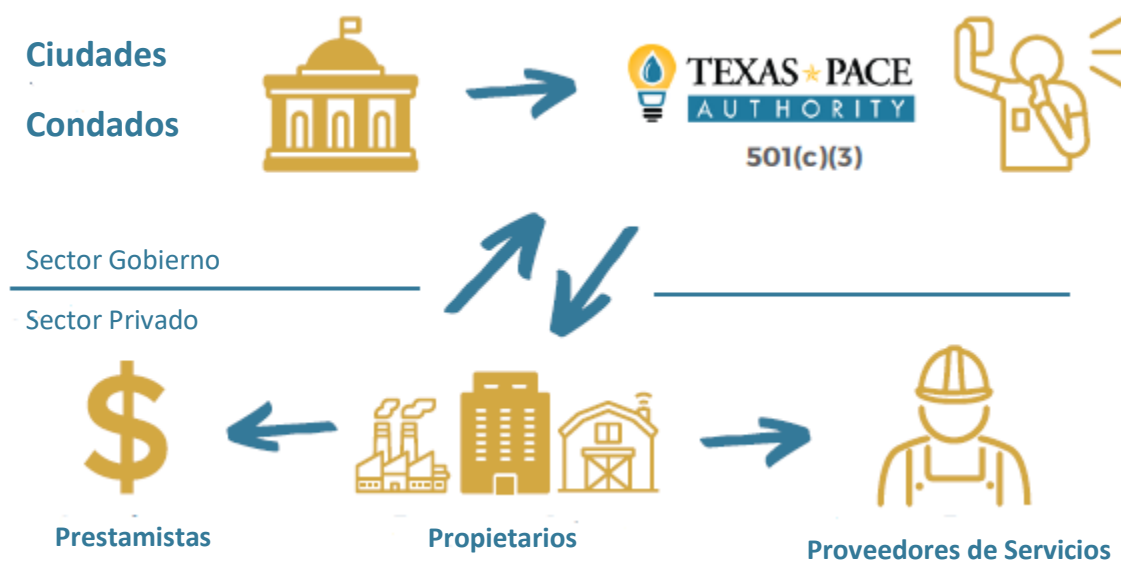 Ciudades
Condados
TEXAS PACE
AUTHORITY
501(c)(3)
Sector Gobierno
Sector Privado
$
Prestamistas
Propietarios
Proveedores de Servicios